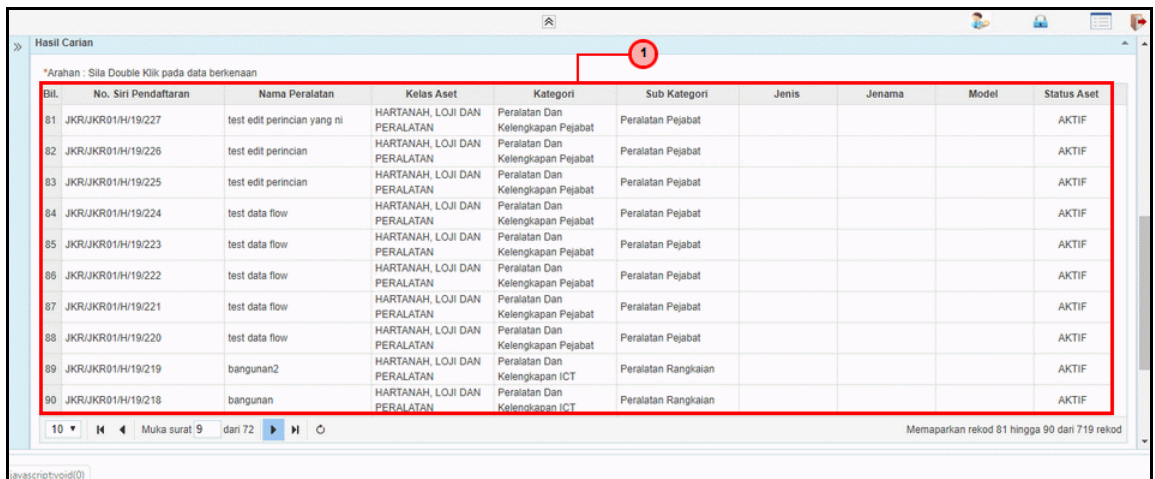 Hasil Carian
1
*Arahan : Sila Double Klik pada data berkenaan
Bil. No. Siri Pendaftaran Nama Peralatan Kelas Aset Kategori Sub Kategori Jenis Jenama Model Status Aset
81 JKR/JKR01/H/19/227 test edit perincian yang ni HARTANAH, LOJI DAN PERALATAN Peralatan Dan Kelengkapan Pejabat Peralatan Pejabat AKTIF
82 JKR/JKR01/H/19/226 test edit perincian HARTANAH, LOJI DAN PERALATAN Peralatan Dan Kelengkapan Pejabat Peralatan Pejabat AKTIF
83 JKR/JKR01/H/19/225 test edit perincian HARTANAH, LOJI DAN PERALATAN Peralatan Dan Kelengkapan Pejabat Peralatan Pejabat AKTIF
84 JKR/JKR01/H/19/224 test data flow HARTANAH, LOJI DAN PERALATAN Peralatan Dan Kelengkapan Pejabat Peralatan Pejabat AKTIF
85 JKR/JKR01/H/19/223 test data flow HARTANAH, LOJI DAN PERALATAN Peralatan Dan Kelengkapan Pejabat Peralatan Pejabat AKTIF
86 JKR/JKR01/H/19/222 test data flow HARTANAH, LOJI DAN PERALATAN Peralatan Dan Kelengkapan Pejabat Peralatan Pejabat AKTIF
87 JKR/JKR01/H/19/221 test data flow HARTANAH, LOJI DAN PERALATAN Peralatan Dan Kelengkapan Pejabat Peralatan Pejabat AKTIF
88 JKR/JKR01/H/19/220 test data flow HARTANAH, LOJI DAN PERALATAN Peralatan Dan Kelengkapan Pejabat Peralatan Pejabat AKTIF
89 JKR/JKR01/H/19/219 bangunan2 HARTANAH, LOJI DAN PERALATAN Peralatan Dan Kelengkapan ICT Peralatan Rangkaian AKTIF
90 JKR/JKR01/H/19/218 bangunan HARTANAH, LOJI DAN PERALATAN Peralatan Dan Kelengkapan ICT Peralatan Rangkaian AKTIF
10 Muka surat 9 dari 72 Memaparkan rekod 81 hingga 90 dari 719 rekod
javascript:void(0)